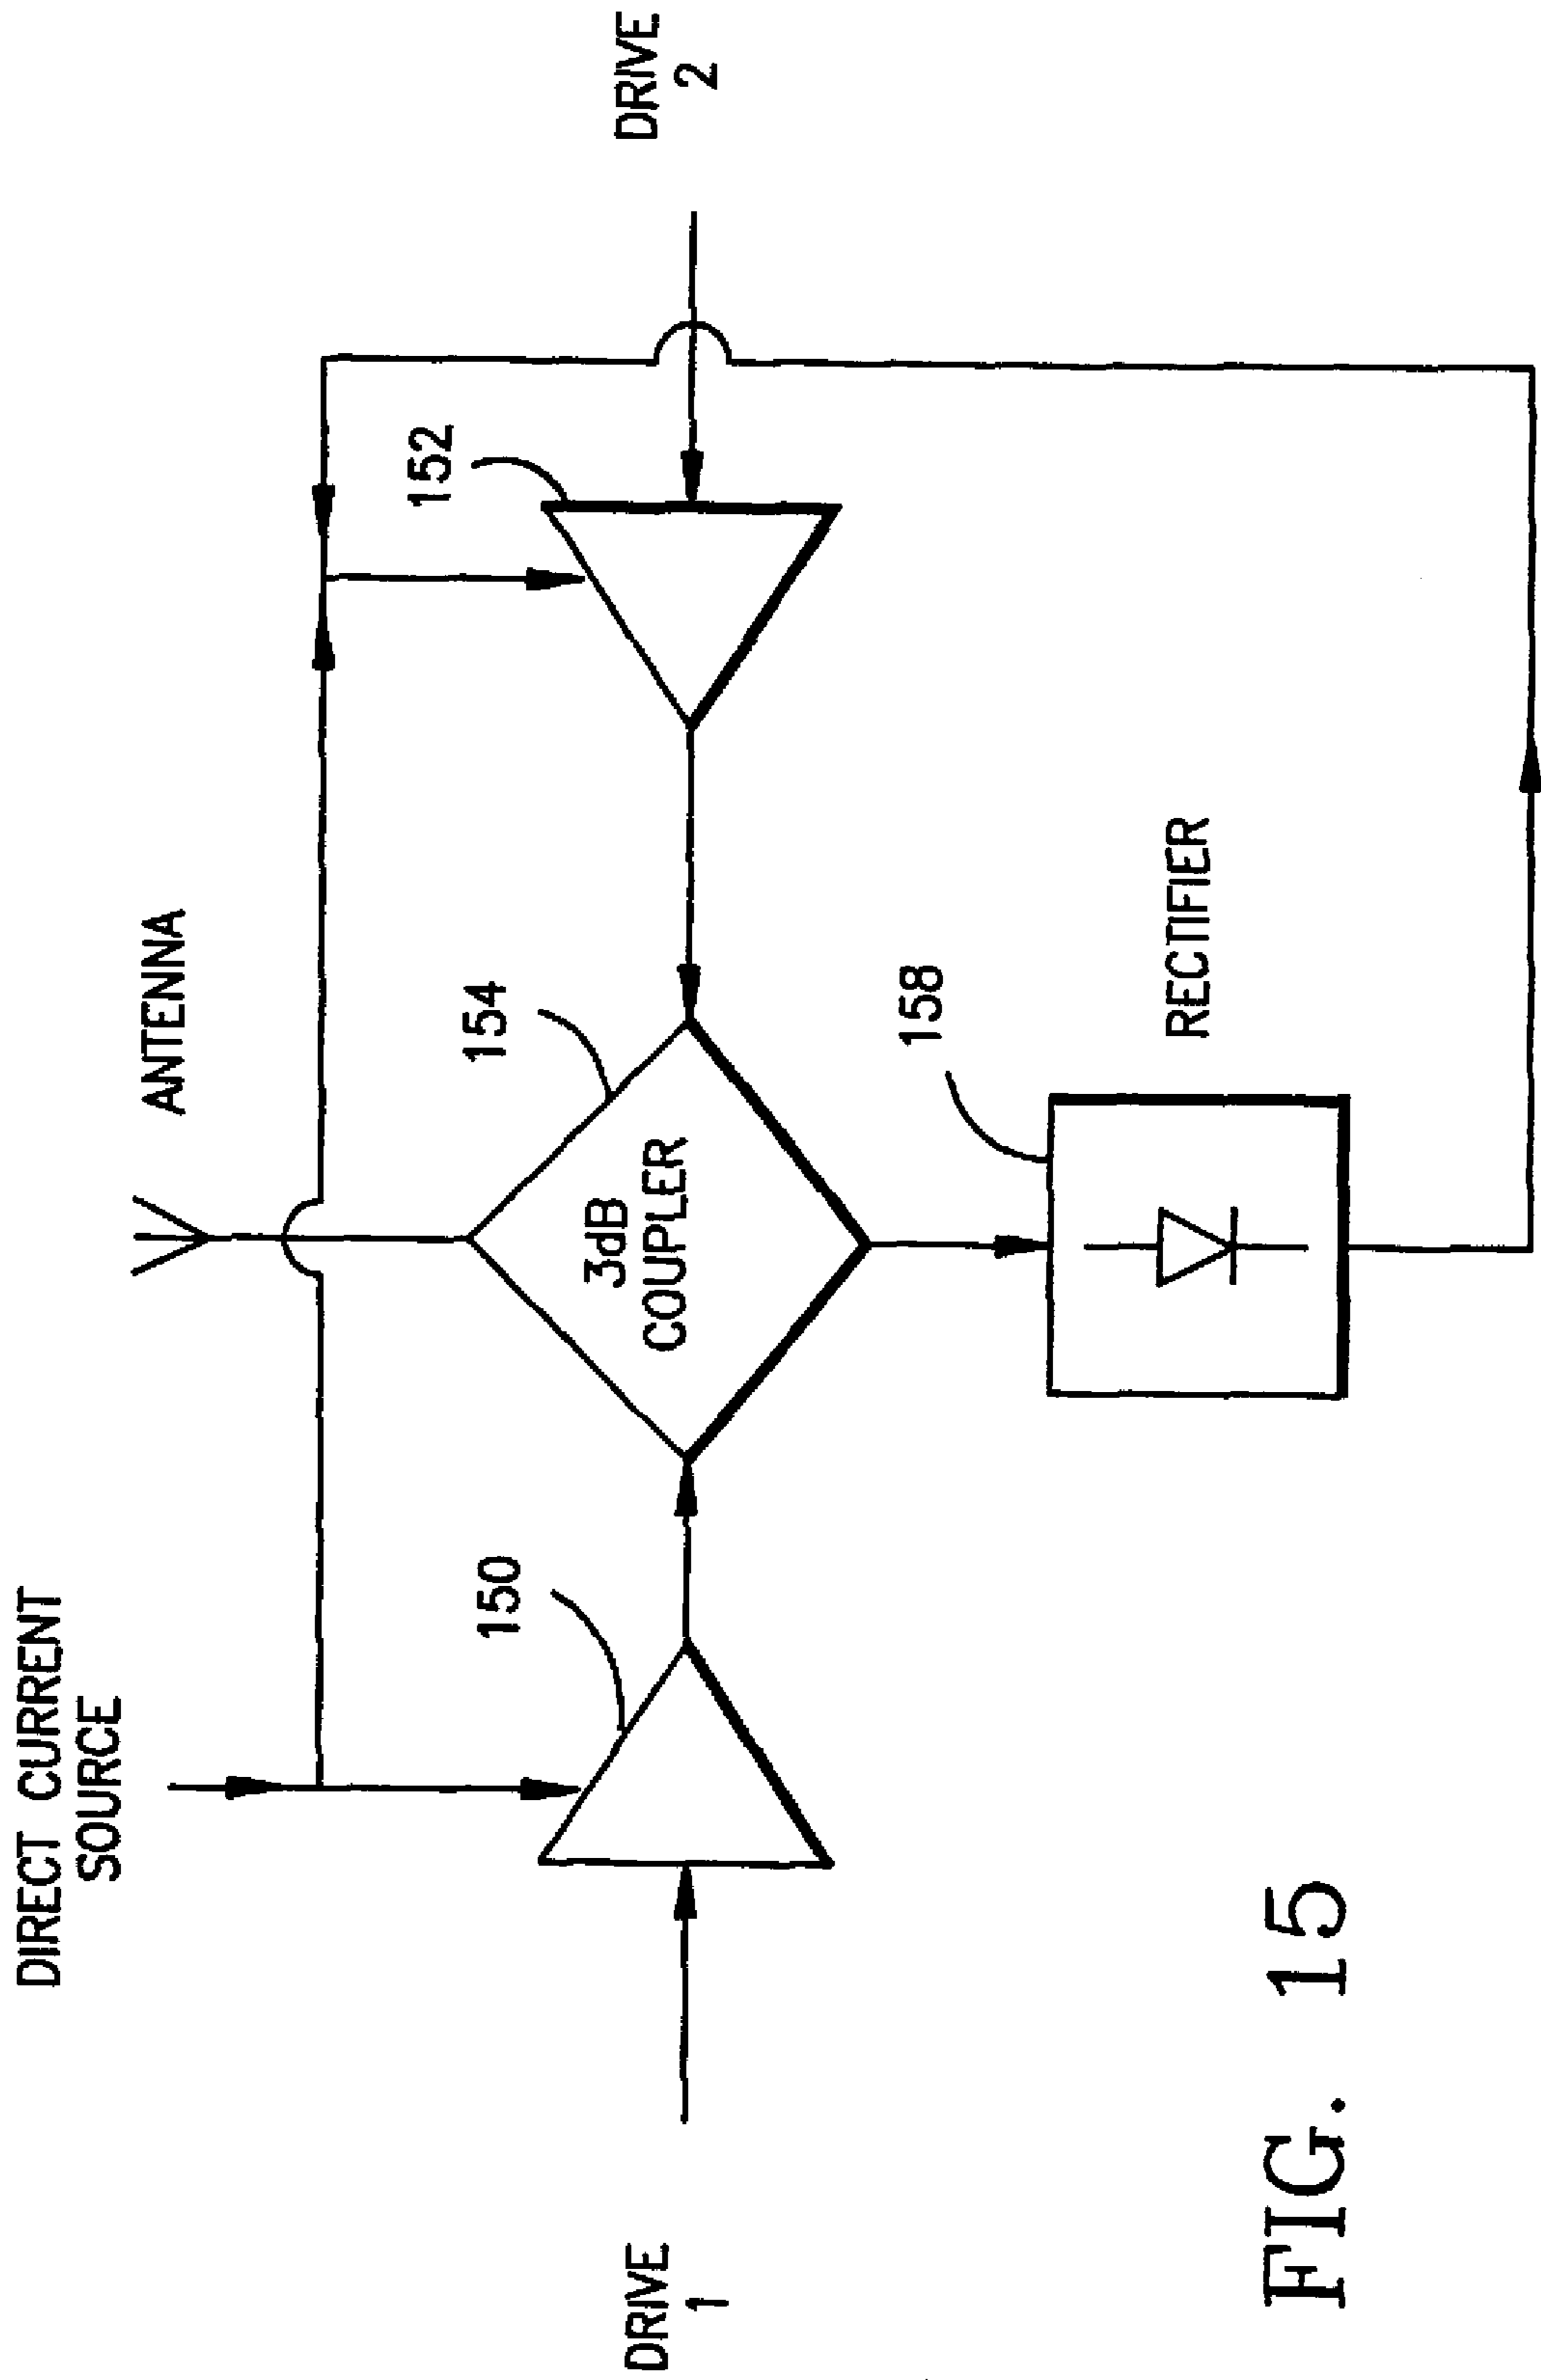 DIRECT CURRENT
SOURCE
ANTENNA
150
154
152
3dB
COUPLER
DRIVE
1
DRIVE
2
158
RECTIFIER
FIG. 15